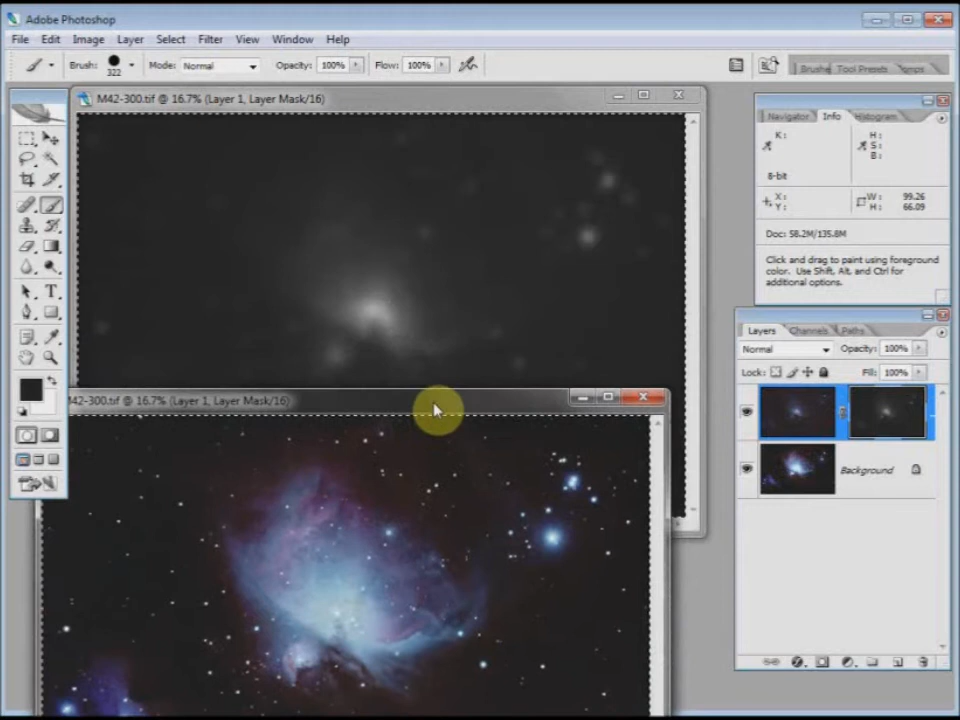 Adobe Photoshop
File Edit Image Layer Select Filter View Window Help
Brush: 322 Mode: Normal Opacity: 100% Flow: 100%
Tool Presets
M42-300.tif @ 16.7% (Layer 1, Layer Mask/16)
Navigator Info Histogram
K: H:
S:
B:
8-bit
X: W: 99.26
Y: H: 66.09
Doc: 58.2M/135.8M
Click and drag to paint using foreground
color. Use Shift, Alt, and Ctrl for
additional options.
Layers Channels Paths
Normal Opacity: 100%
Lock: Fill: 100%
Background
M42-300.tif @ 16.7% (Layer 1, Layer Mask/16)